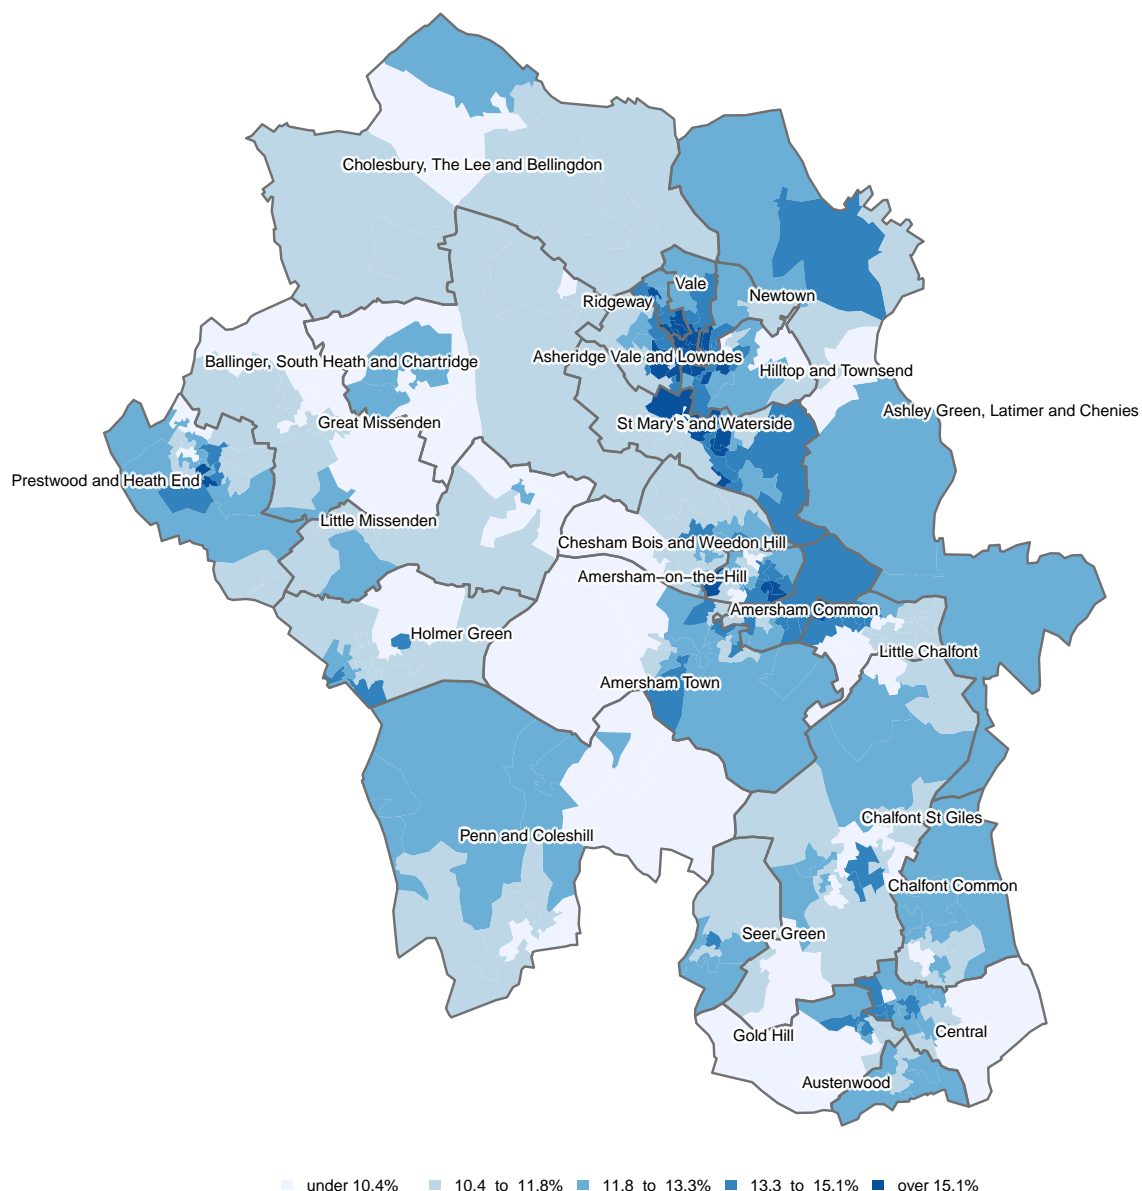 Cholesbury, The Lee and Bellingdon
Vale
Ridgeway
Newtown
Asheridge Vale and Lowndes
Ballinger, South Heath and Chartridge
Hilltop and Townsend
Ashley Green, Latimer and Chenies
Great Missenden
St Mary's and Waterside
Prestwood and Heath End
Little Missenden
Chesham Bois and Weedon Hill
Amersham-on-the-Hill
Amersham Common
Holmer Green
Little Chalfont
Amersham Town
Chalfont St Giles
Penn and Coleshill
Chalfont Common
Seer Green
Gold Hill
Central
Austenwood
under 10.4% 10.4 to 11.8% 11.8 to 13.3% 13.3 to 15.1% over 15.1%